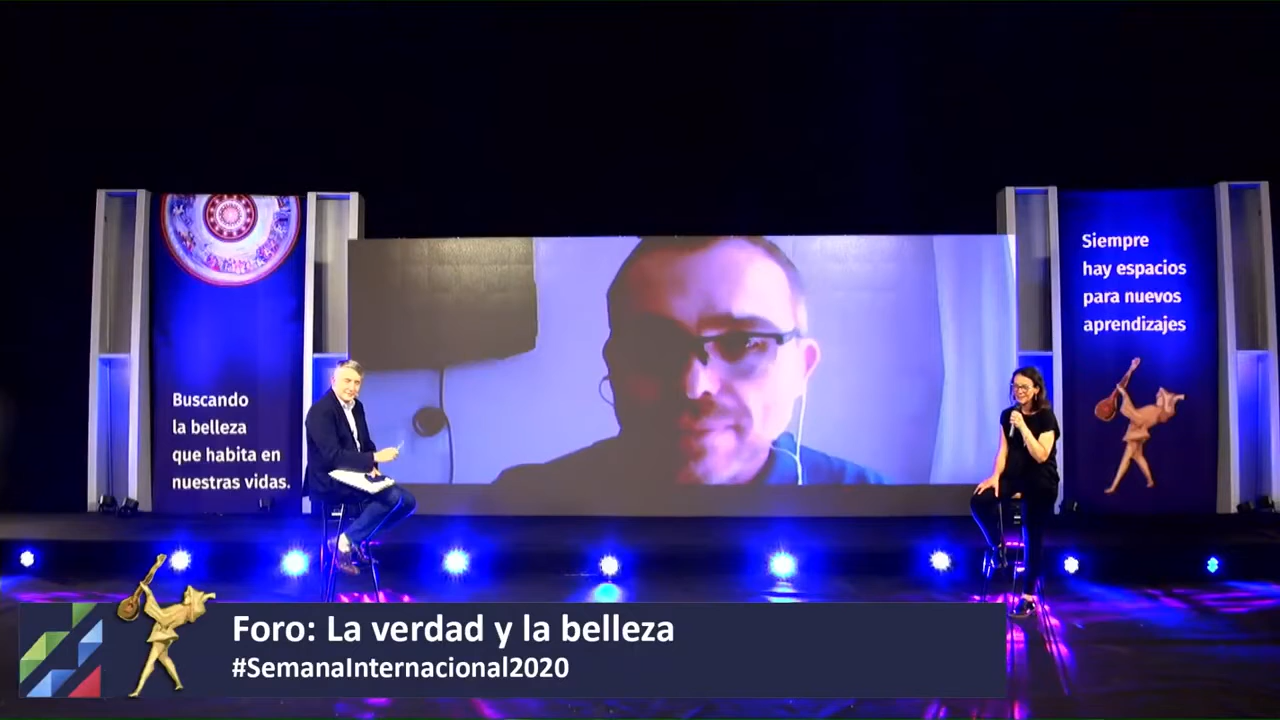 Buscando
la belleza
que habita en
nuestras vidas.
Siempre
hay espacios
para nuevos
aprendizajes
Foro: La verdad y la belleza
#SemanaInternacional2020